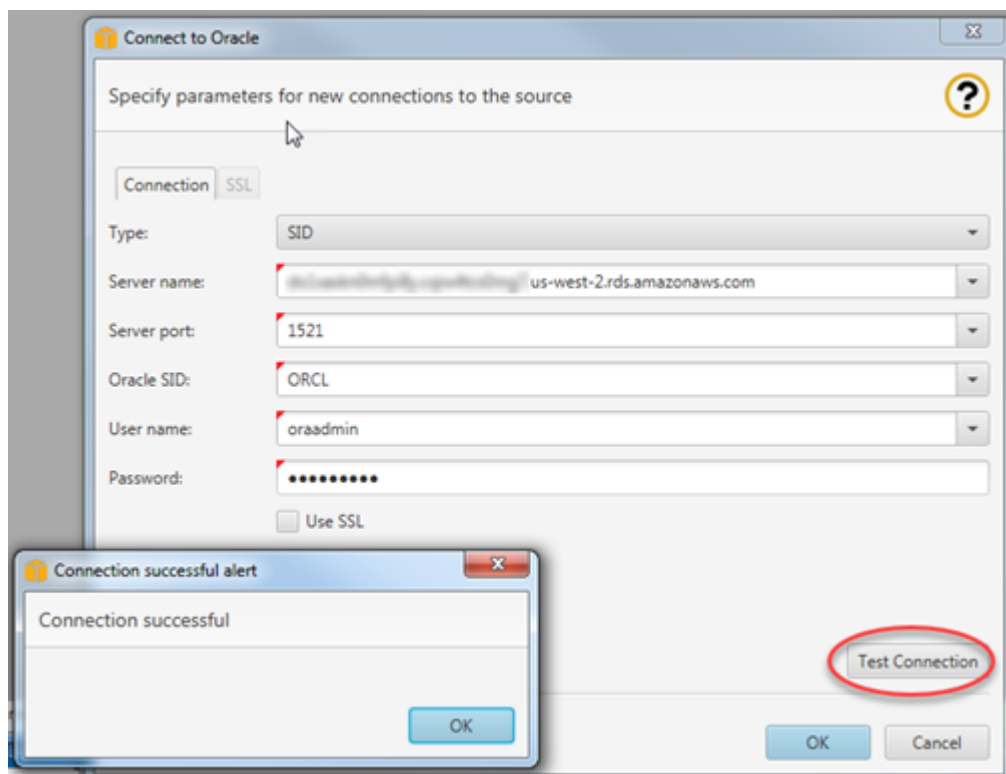 Connect to Oracle
Specify parameters for new connections to the source
?
Connection SSL
Type: SID
Server name: us-west-2.rds.amazonaws.com
Server port: 1521
Oracle SID: ORCL
User name: oraadmin
Password: •••••••••
Use SSL
Connection successful alert
Connection successful
OK
Test Connection
OK Cancel